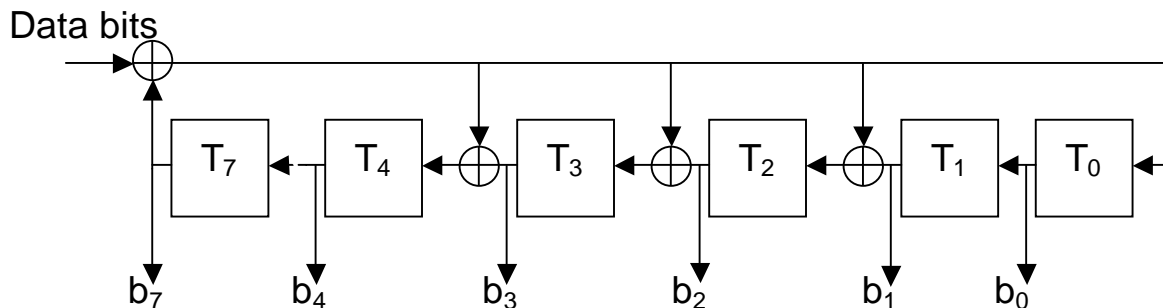 Data bits
T₇ T₄ T₃ T₂ T₁ T₀
b₇ b₄ b₃ b₂ b₁ b₀